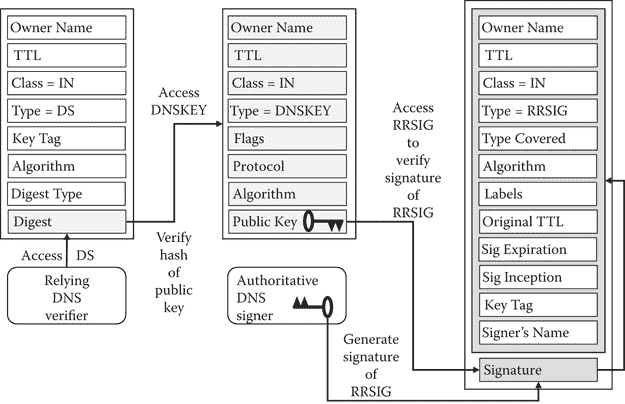 Owner Name
TTL
Class = IN
Type = DS
Key Tag
Algorithm
Digest Type
Digest
Access DS
Relying
DNS
verifier
Access
DNSKEY
Verify
hash
of
public
key
Owner Name
TTL
Class = IN
Type = DNSKEY
Flags
Protocol
Algorithm
Public Key
Authoritative
DNS
signer
Generate
signature
of
RRSIG
Access
RRSIG
to
verify
signature
of
RRSIG
Owner Name
TTL
Class = IN
Type = RRSIG
Type Covered
Algorithm
Labels
Original TTL
Sig Expiration
Sig Inception
Key Tag
Signer's Name
Signature